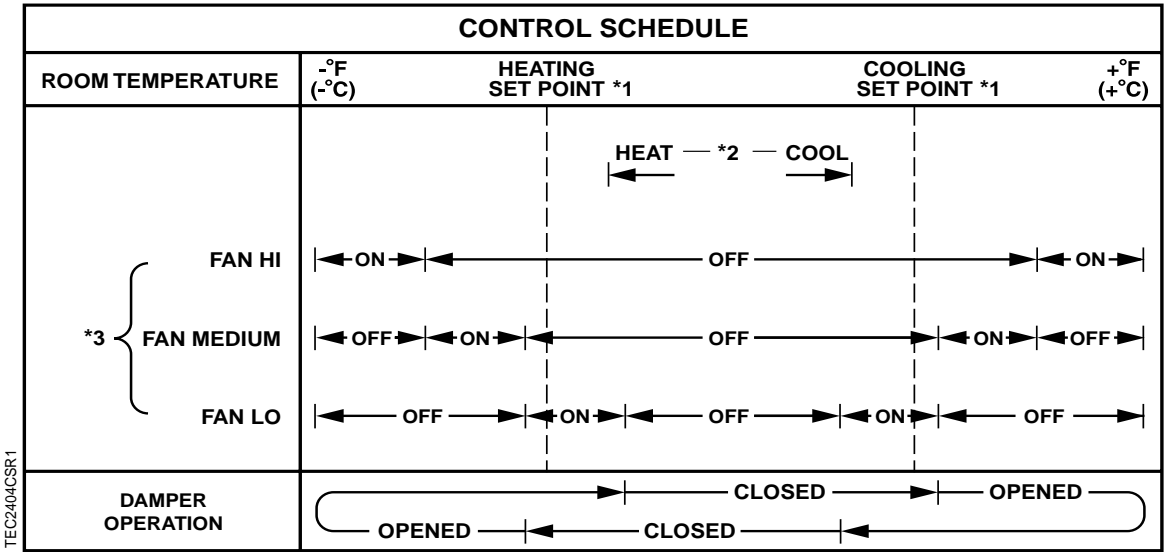 CONTROL SCHEDULE
ROOM TEMPERATURE
-°F
(-°C)
HEATING
SET POINT *1
COOLING
SET POINT *1
+°F
(+°C)
HEAT — *2 — COOL
FAN HI
ON
OFF
ON
*3
FAN MEDIUM
OFF
ON
OFF
ON
OFF
FAN LO
OFF
ON
OFF
ON
OFF
DAMPER
OPERATION
CLOSED
OPENED
OPENED
CLOSED
TEC2404CSR1